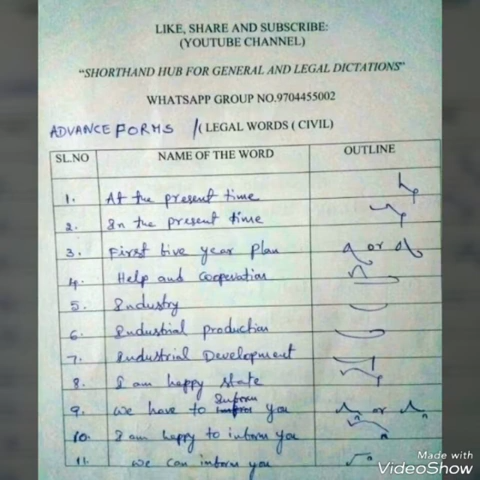 LIKE, SHARE AND SUBSCRIBE:
(YOUTUBE CHANNEL)
"SHORTHAND HUB FOR GENERAL AND LEGAL DICTATIONS"
WHATSAPP GROUP NO.9704455002
ADVANCE FORMS /( LEGAL WORDS ( CIVIL)
SL.NO NAME OF THE WORD OUTLINE
1. At the present time
2. In the present time
3. First five year plan or
4. Help and cooperation
5. Industry
6. Industrial production
7. Industrial Development
8. I am happy state
9. We have to Inform you or
10. I am happy to inform you
11. We can inform you
Made with
VideoShow